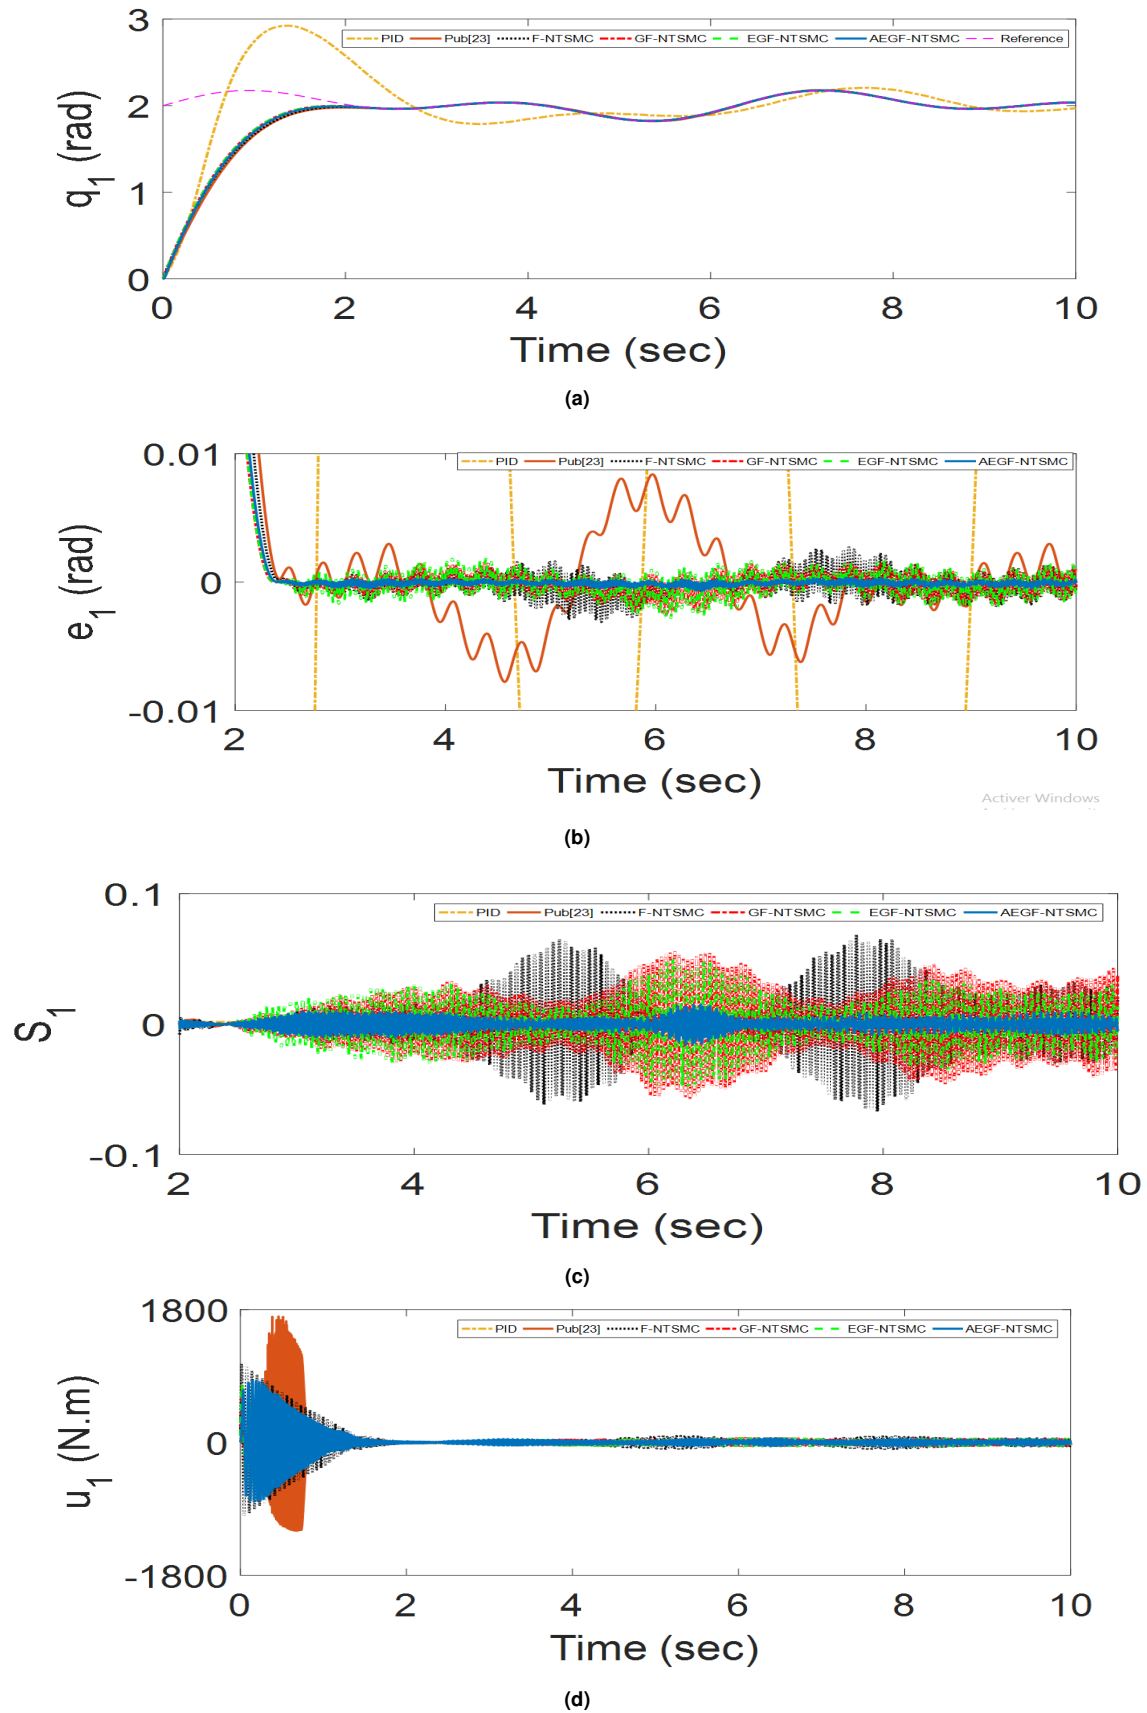 3
PID Pub[23] F-NTSMC GF-NTSMC EGF-NTSMC AEGF-NTSMC Reference
2
q_1 (rad)
1
0
0 2 4 6 8 10
Time (sec)
(a)
0.01
PID Pub[23] F-NTSMC GF-NTSMC EGF-NTSMC AEGF-NTSMC
e_1 (rad)
0
-0.01
2 4 6 8 10
Time (sec)
Activer Windows
(b)
0.1
PID Pub[23] F-NTSMC GF-NTSMC EGF-NTSMC AEGF-NTSMC
S_1
0
-0.1
2 4 6 8 10
Time (sec)
(c)
1800
PID Pub[23] F-NTSMC GF-NTSMC EGF-NTSMC AEGF-NTSMC
u_1 (N.m)
0
-1800
0 2 4 6 8 10
Time (sec)
(d)